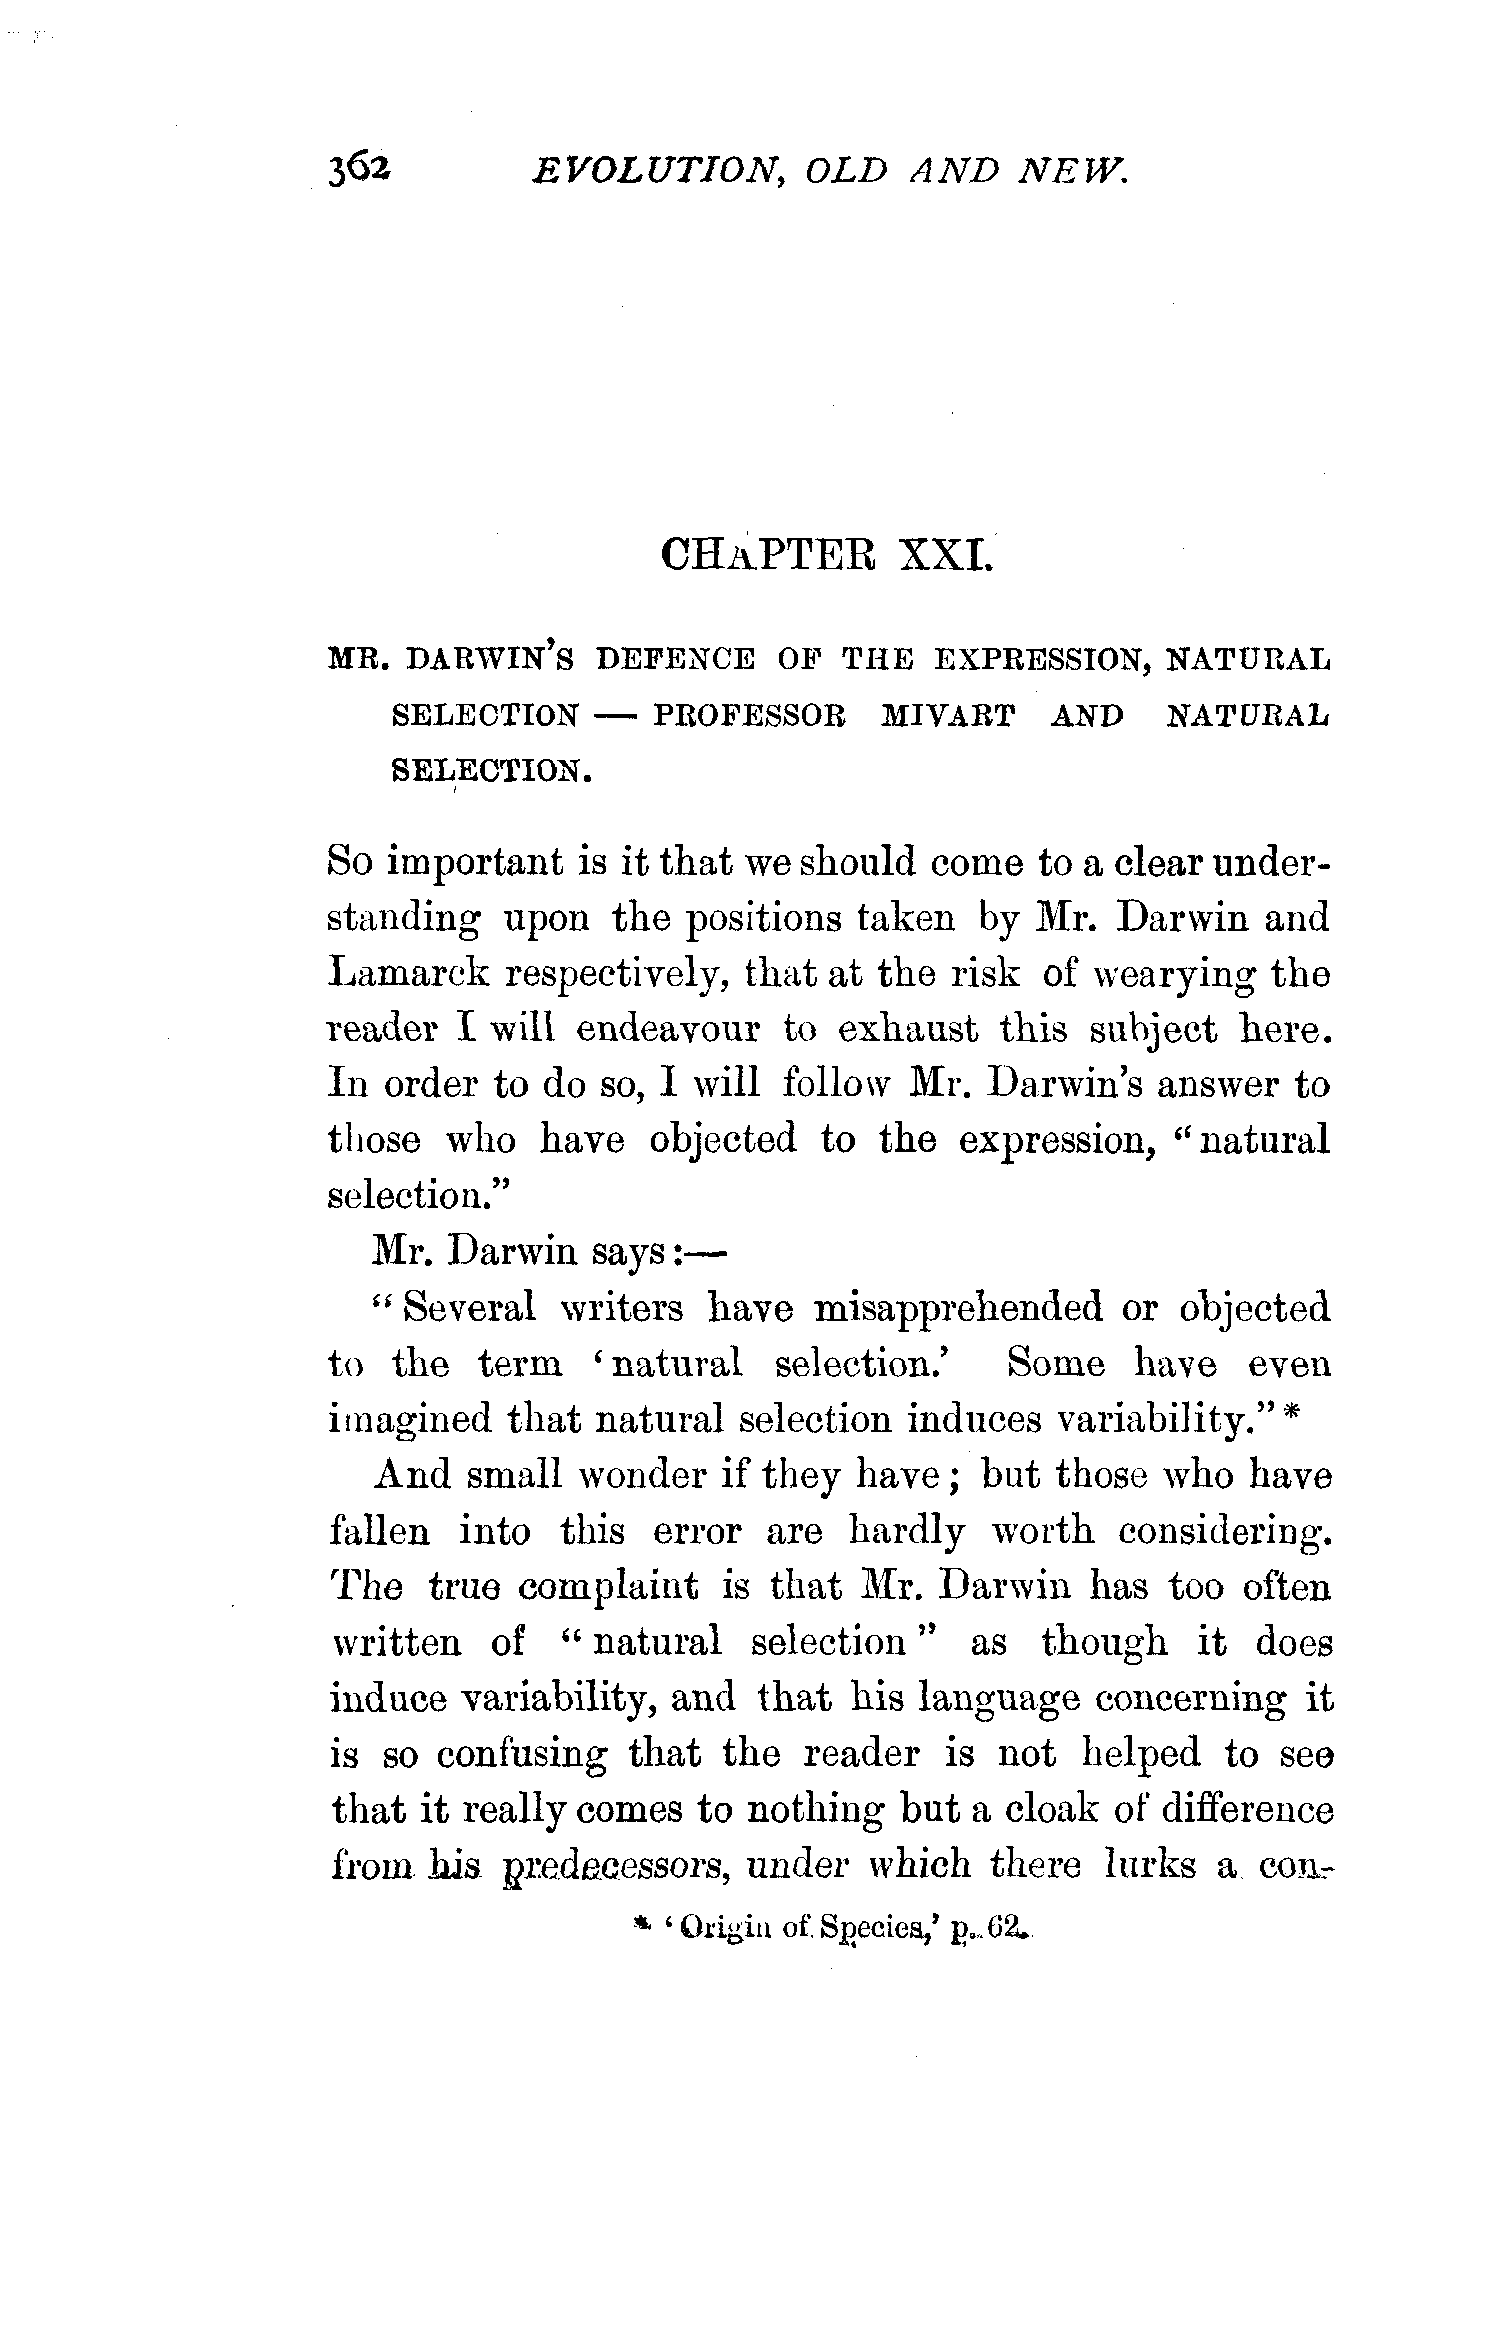 362 EVOLUTION, OLD AND NEW.
CHAPTER XXI.
MR. DARWIN'S DEFENCE OF THE EXPRESSION, NATURAL
SELECTION — PROFESSOR MIVART AND NATURAL
SELECTION.
So important is it that we should come to a clear under-
standing upon the positions taken by Mr. Darwin and
Lamarck respectively, that at the risk of wearying the
reader I will endeavour to exhaust this subject here.
In order to do so, I will follow Mr. Darwin's answer to
those who have objected to the expression, "natural
selection."
Mr. Darwin says:—
"Several writers have misapprehended or objected
to the term 'natural selection.' Some have even
imagined that natural selection induces variability."*
And small wonder if they have; but those who have
fallen into this error are hardly worth considering.
The true complaint is that Mr. Darwin has too often
written of "natural selection" as though it does
induce variability, and that his language concerning it
is so confusing that the reader is not helped to see
that it really comes to nothing but a cloak of difference
from his predecessors, under which there lurks a con-
* 'Origin of Species,' p. 62.